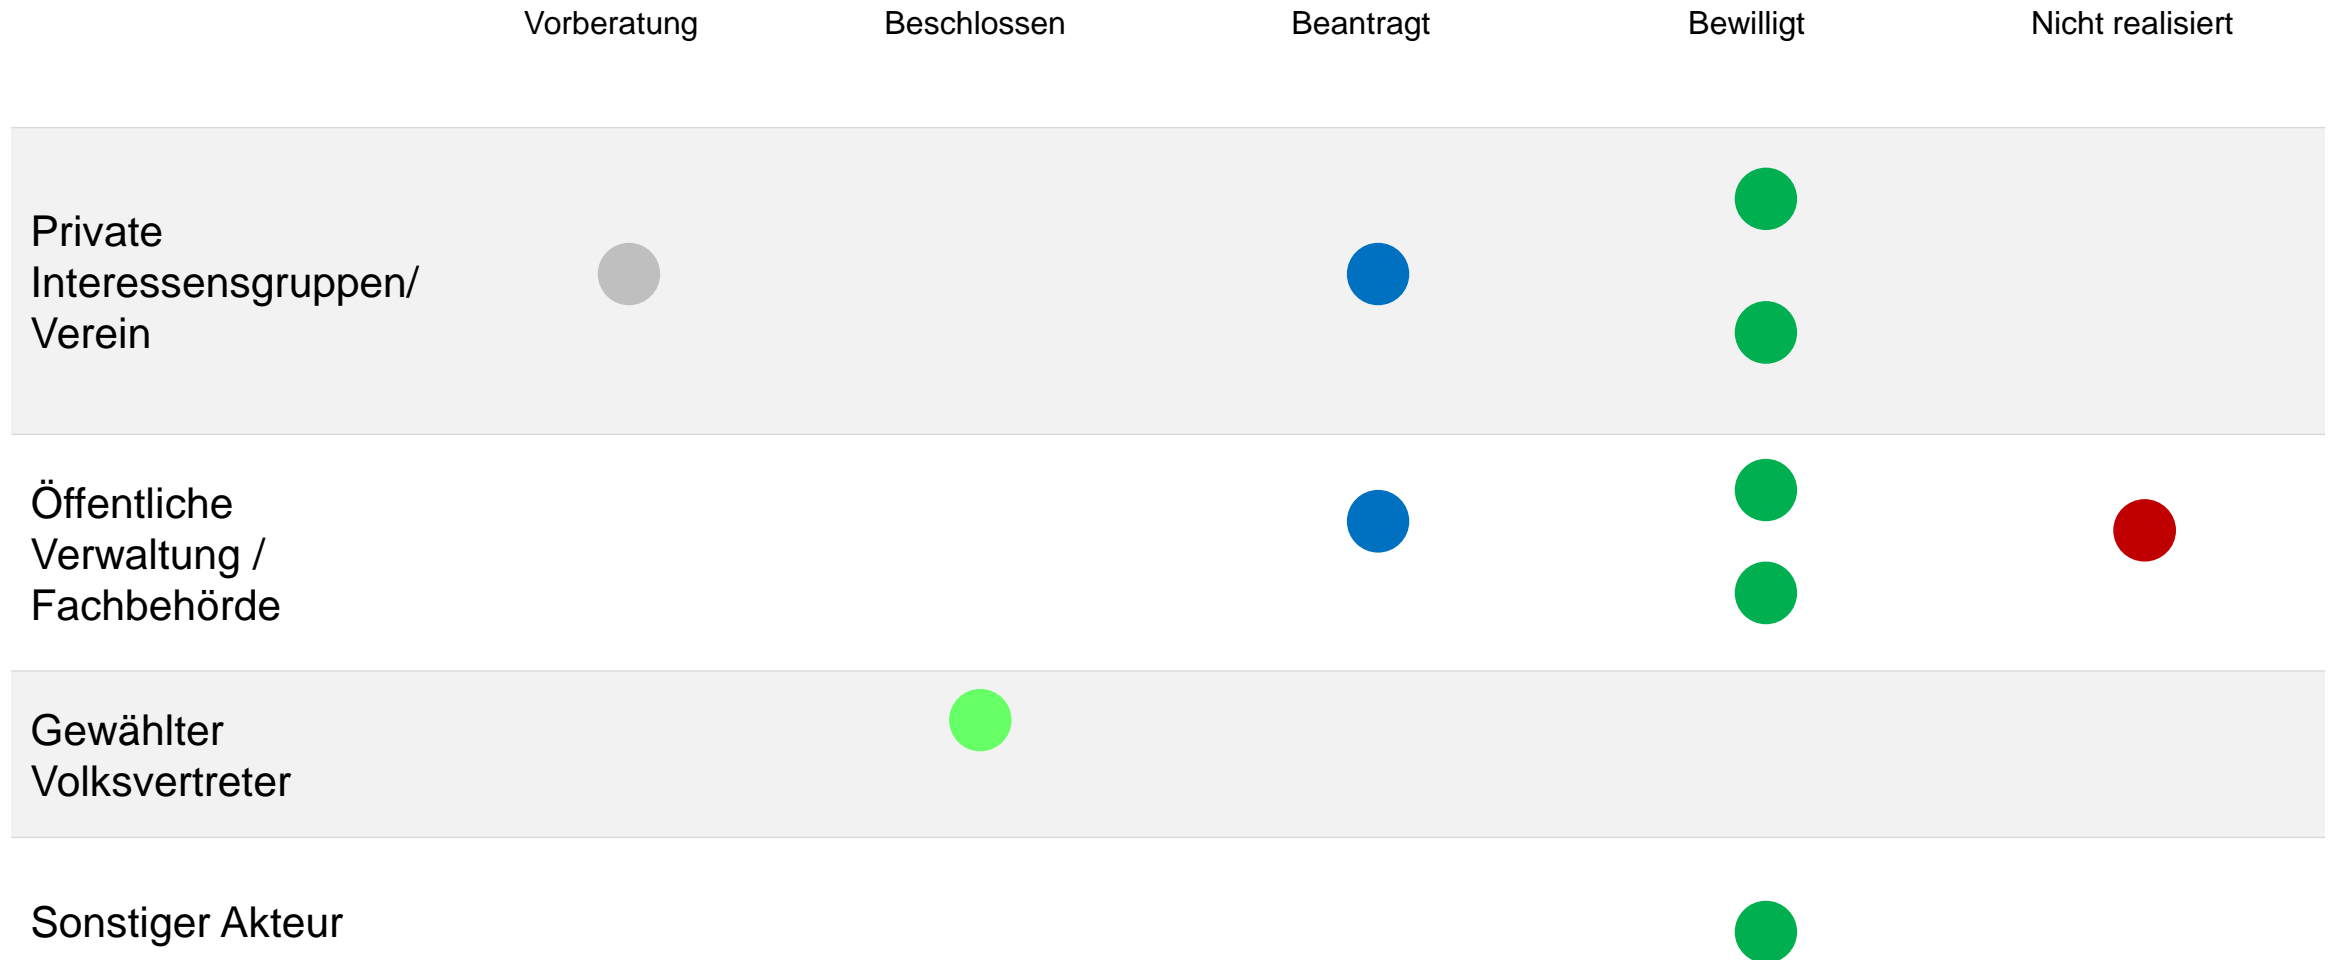 Vorberatung Beschlossen Beantragt Bewilligt Nicht realisiert
Private
Interessensgruppen/
Verein
Öffentliche
Verwaltung /
Fachbehörde
Gewählter
Volksvertreter
Sonstiger Akteur